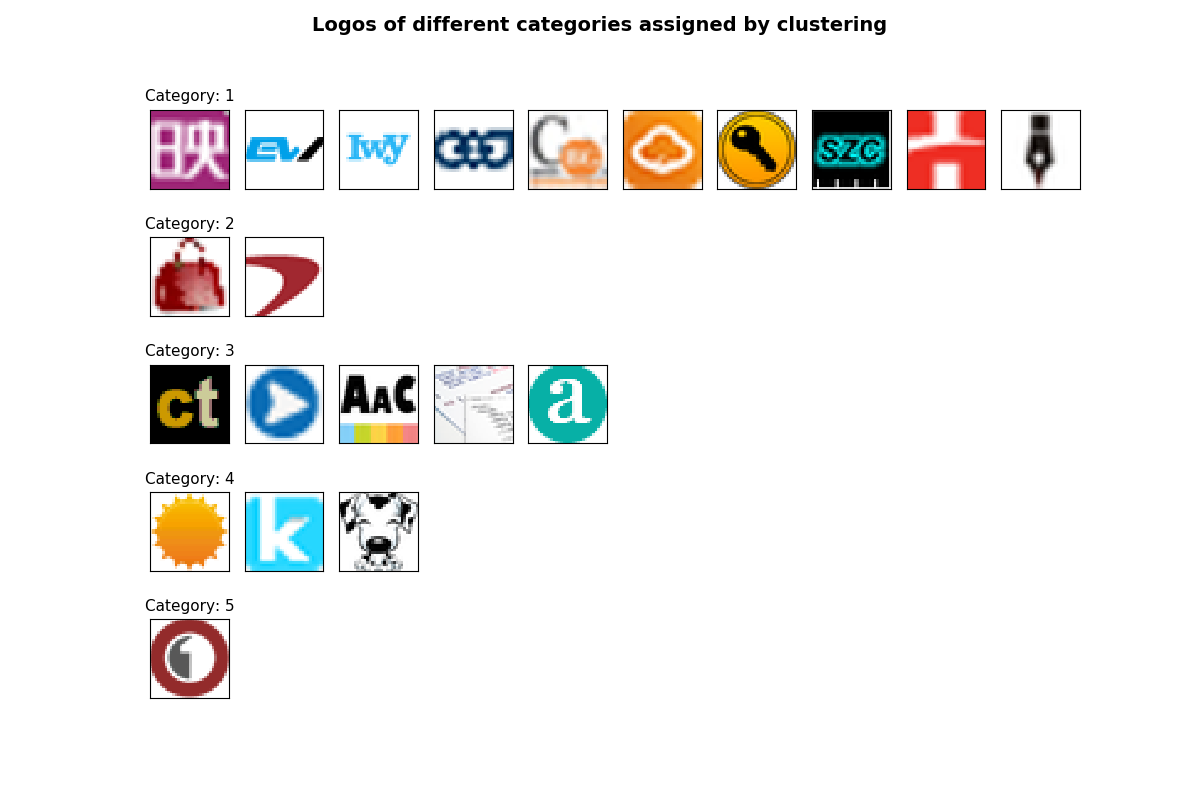 Logos of different categories assigned by clustering
Category: 1
映 EV Iwy CIJ C SZC H
Category: 2
Category: 3
ct AAC a
Category: 4
k
Category: 5